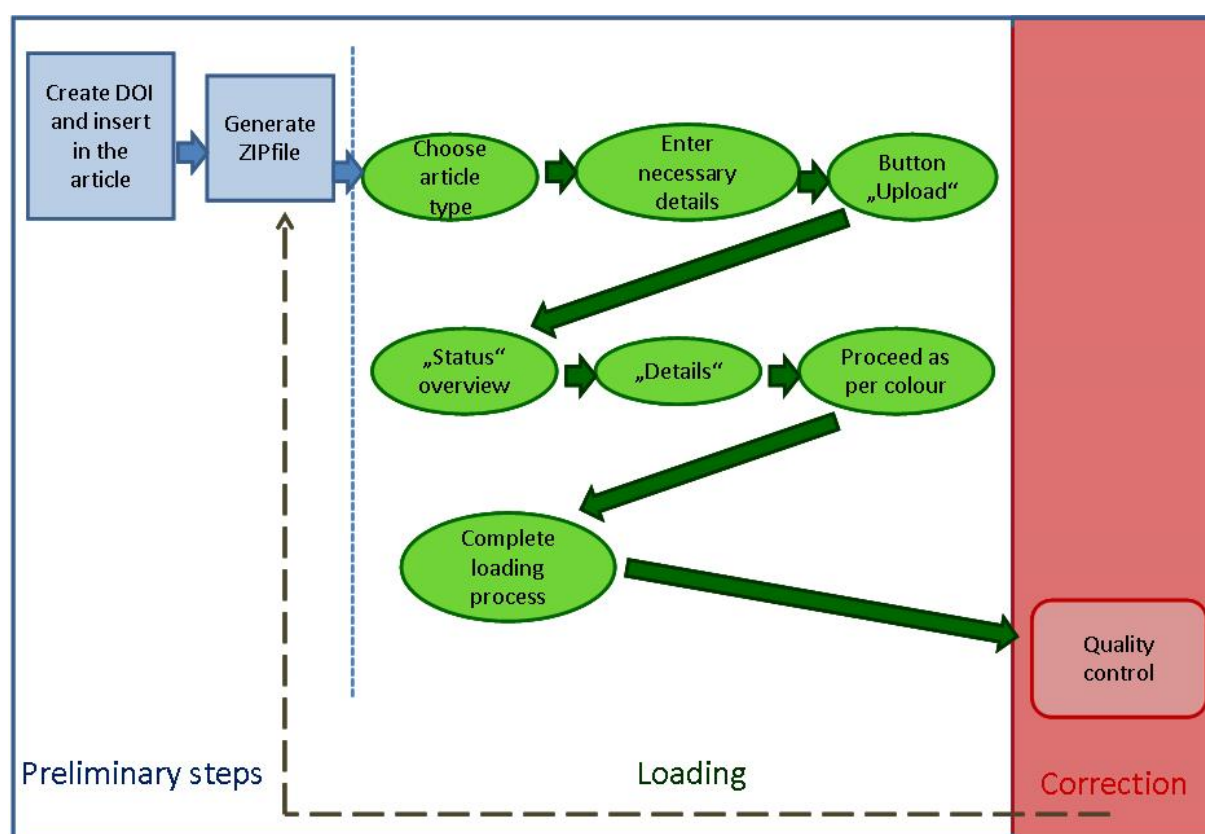 Create DOI
and insert
in the
article
Generate
ZIPfile
Choose
article
type
Enter
necessary
details
Button
„Upload“
„Status“
overview
„Details“
Proceed as
per colour
Complete
loading
process
Quality
control
Preliminary steps
Loading
Correction